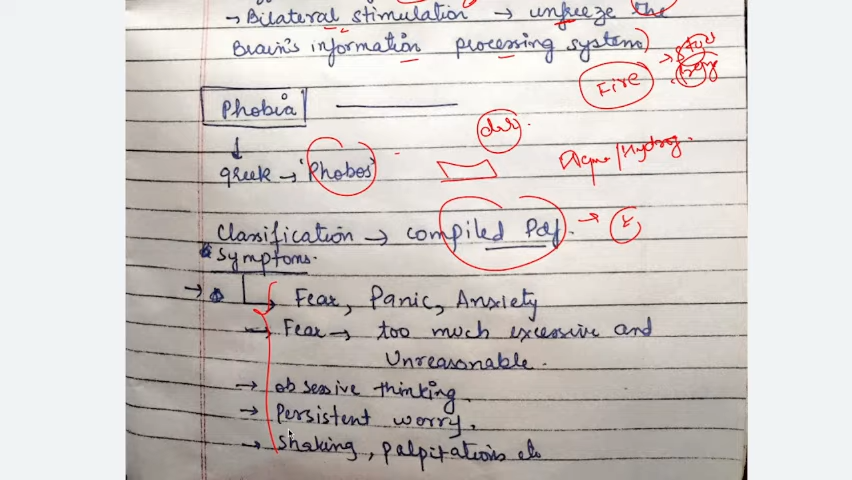 → Bilateral stimulation → unfreeze the
Brain's information processing system)
Fire →
Phobia
greek → 'Phobos'
Classification → compiled Pdf. →
Symptoms.
→ Fear, Panic, Anxiety
→ Fear → too much excessive and
Unreasonable.
→ obsessive thinking.
→ Persistent worry.
→ Shaking, palpitations etc